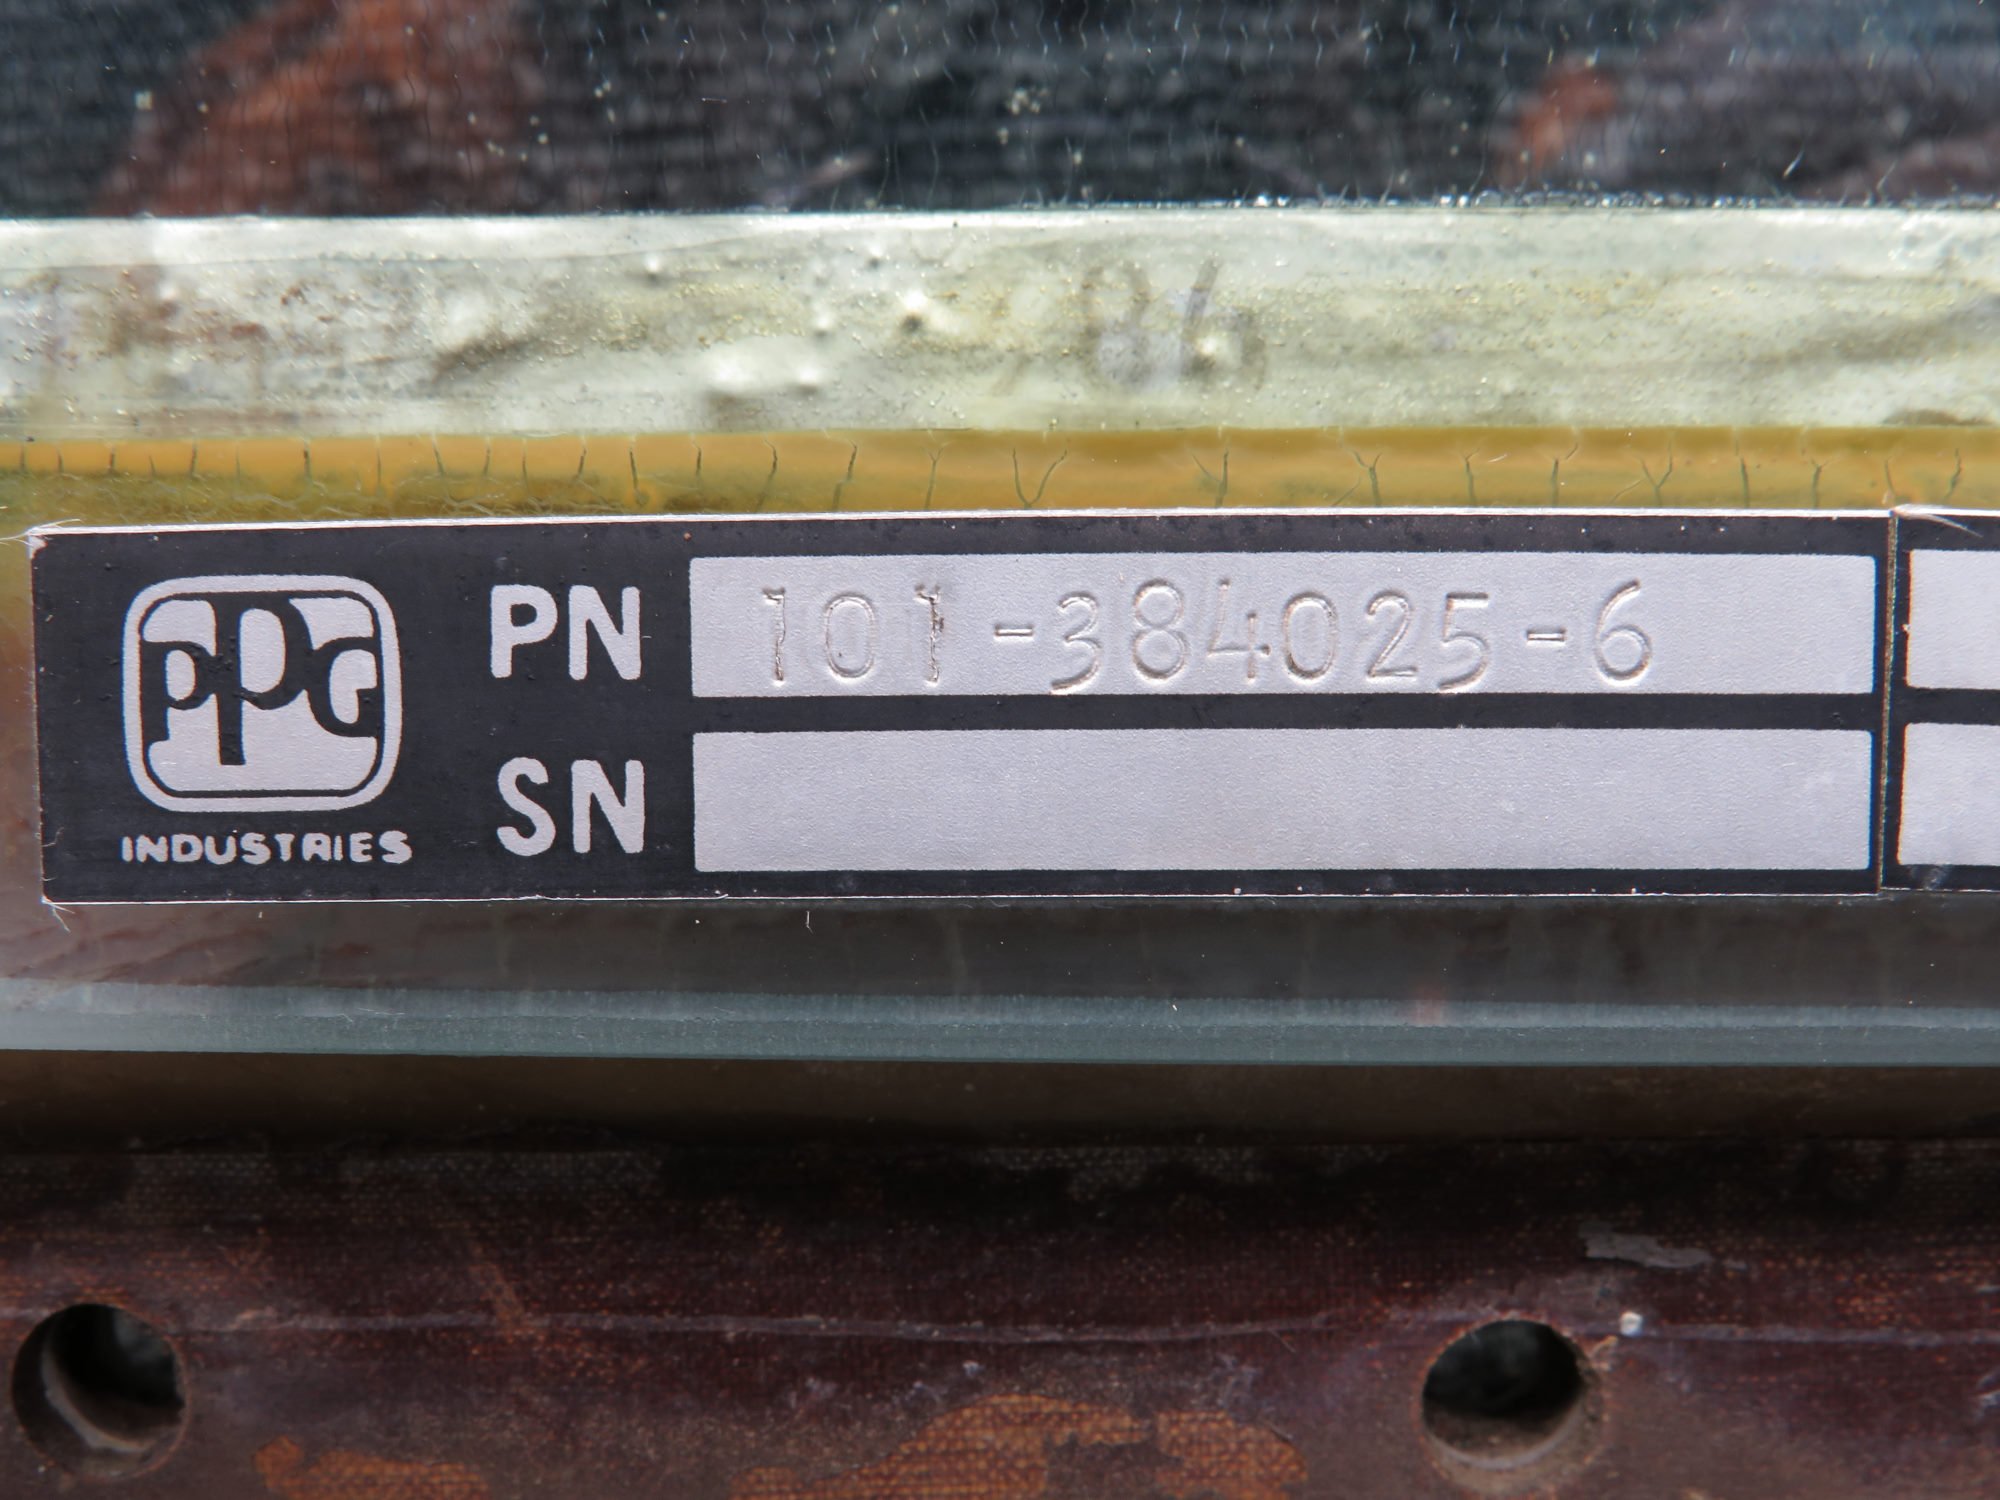 PPG
INDUSTRIES
PN 101-384025-6
SN